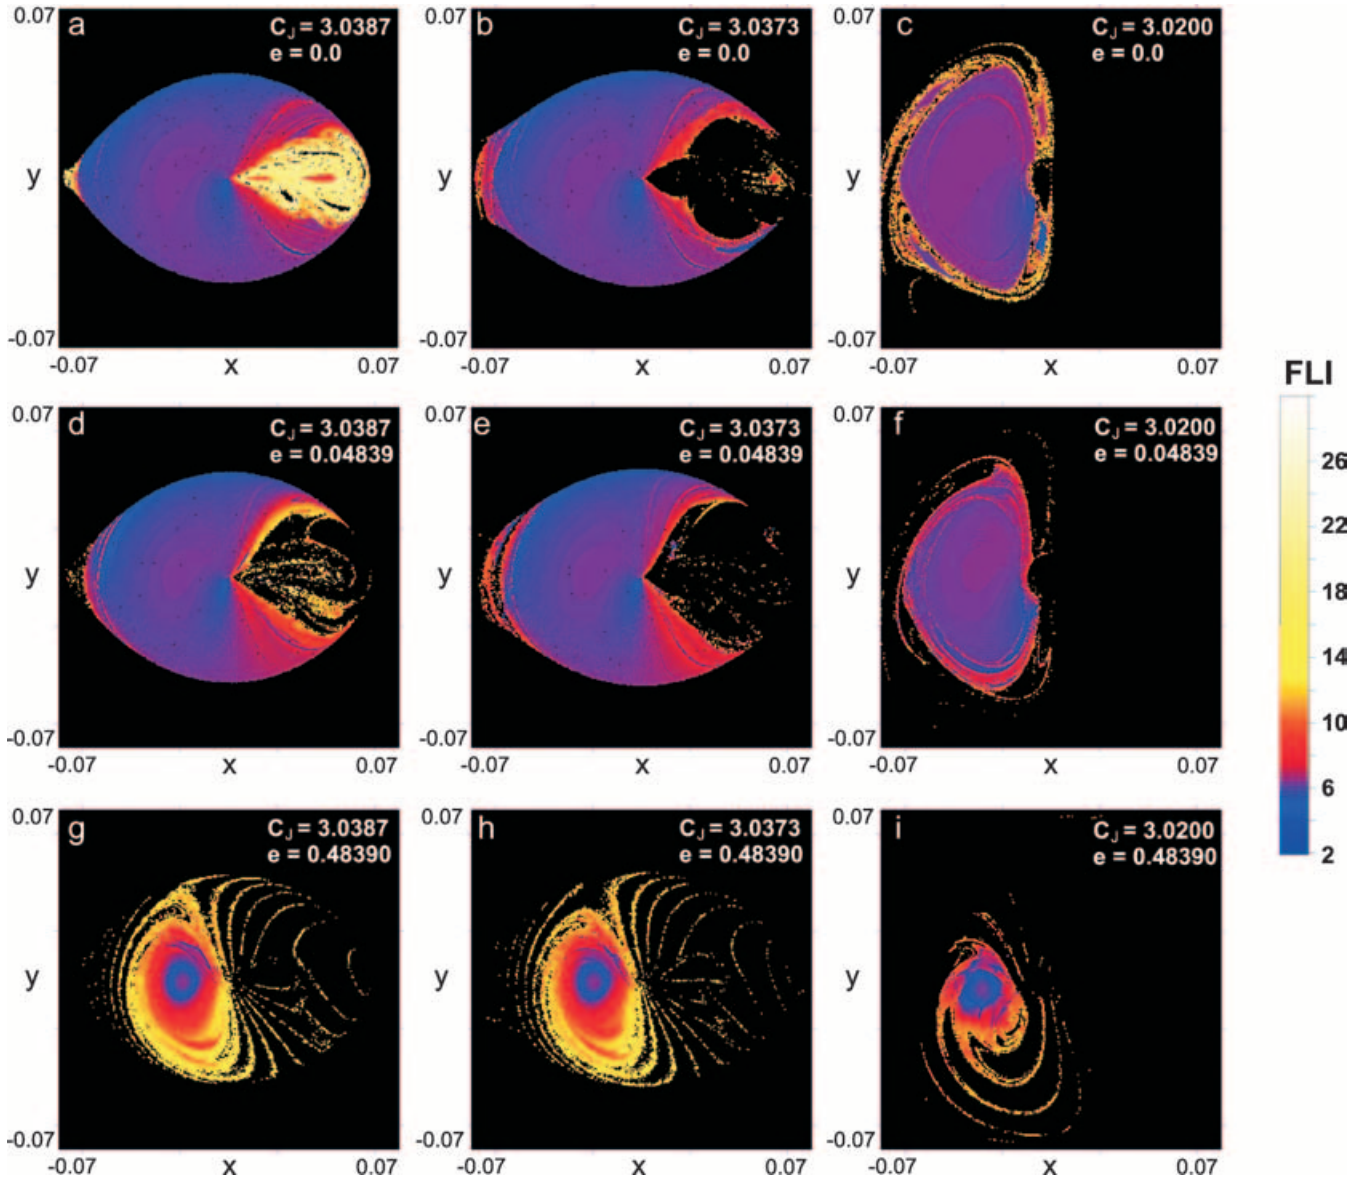 0.07
a
C_J = 3.0387
e = 0.0
y
-0.07
-0.07
x
0.07
0.07
b
C_J = 3.0373
e = 0.0
y
-0.07
-0.07
x
0.07
0.07
c
C_J = 3.0200
e = 0.0
y
-0.07
-0.07
x
0.07
0.07
d
C_J = 3.0387
e = 0.04839
y
-0.07
-0.07
x
0.07
0.07
e
C_J = 3.0373
e = 0.04839
y
-0.07
-0.07
x
0.07
0.07
f
C_J = 3.0200
e = 0.04839
y
-0.07
-0.07
x
0.07
FLI
26
22
18
14
10
6
2
0.07
g
C_J = 3.0387
e = 0.48390
y
-0.07
-0.07
x
0.07
0.07
h
C_J = 3.0373
e = 0.48390
y
-0.07
-0.07
x
0.07
0.07
i
C_J = 3.0200
e = 0.48390
y
-0.07
-0.07
x
0.07